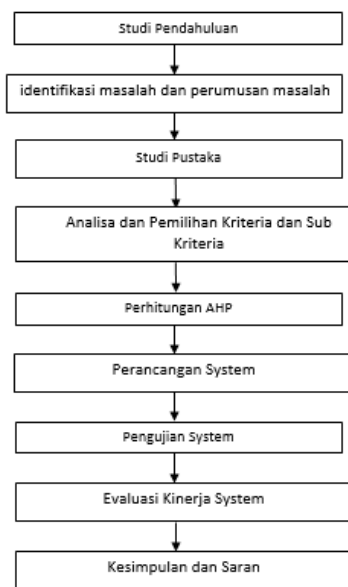 Studi Pendahuluan
identifikasi masalah dan perumusan masalah
Studi Pustaka
Analisa dan Pemilihan Kriteria dan Sub
Kriteria
Perhitungan AHP
Perancangan System
Pengujian System
Evaluasi Kinerja System
Kesimpulan dan Saran